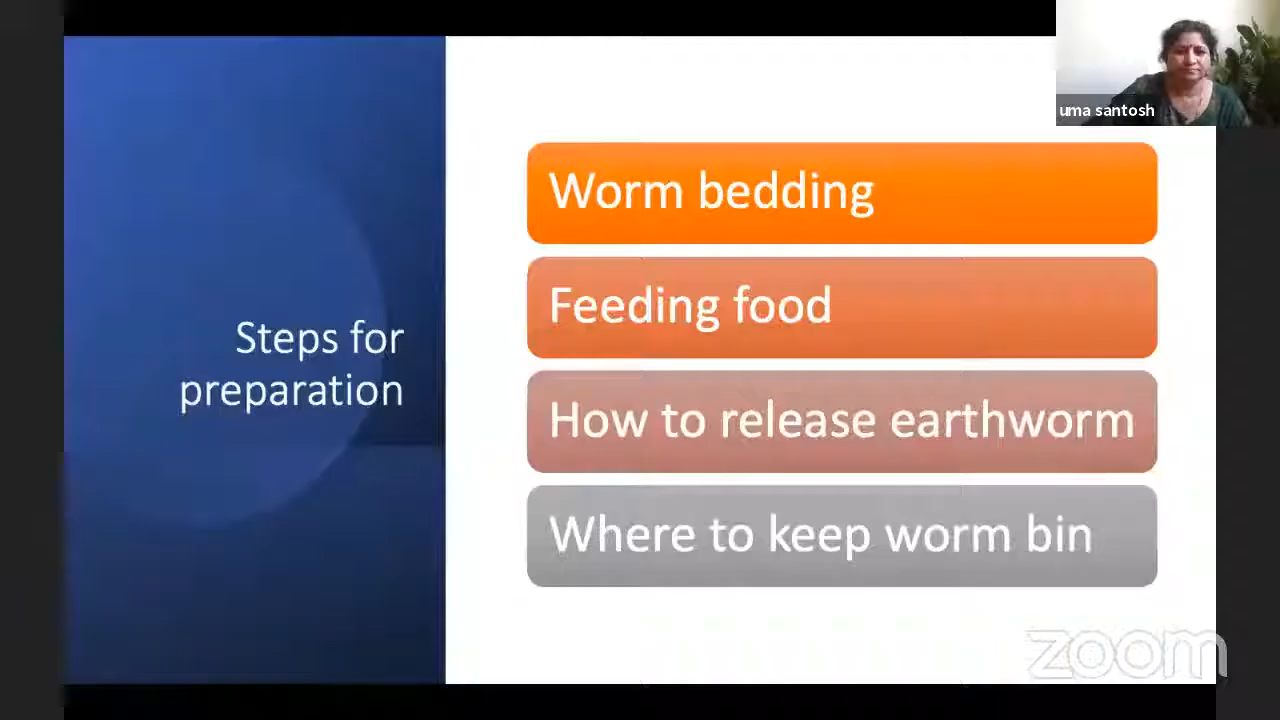 uma santosh
Steps for
preparation
Worm bedding
Feeding food
How to release earthworm
Where to keep worm bin
zoom